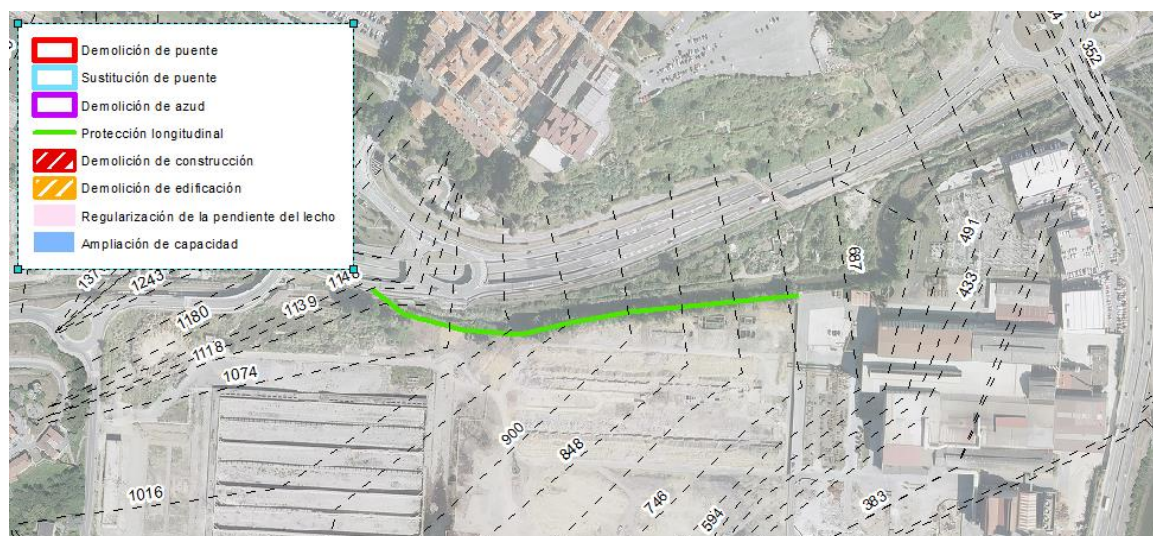 Demolición de puente
Sustitución de puente
Demolición de azud
Protección longitudinal
Demolición de construcción
Demolición de edificación
Regularización de la pendiente del lecho
Ampliación de capacidad
352
491
433
687
1148
1139
1243
1180
1118
1074
900
848
1016
746
594
383